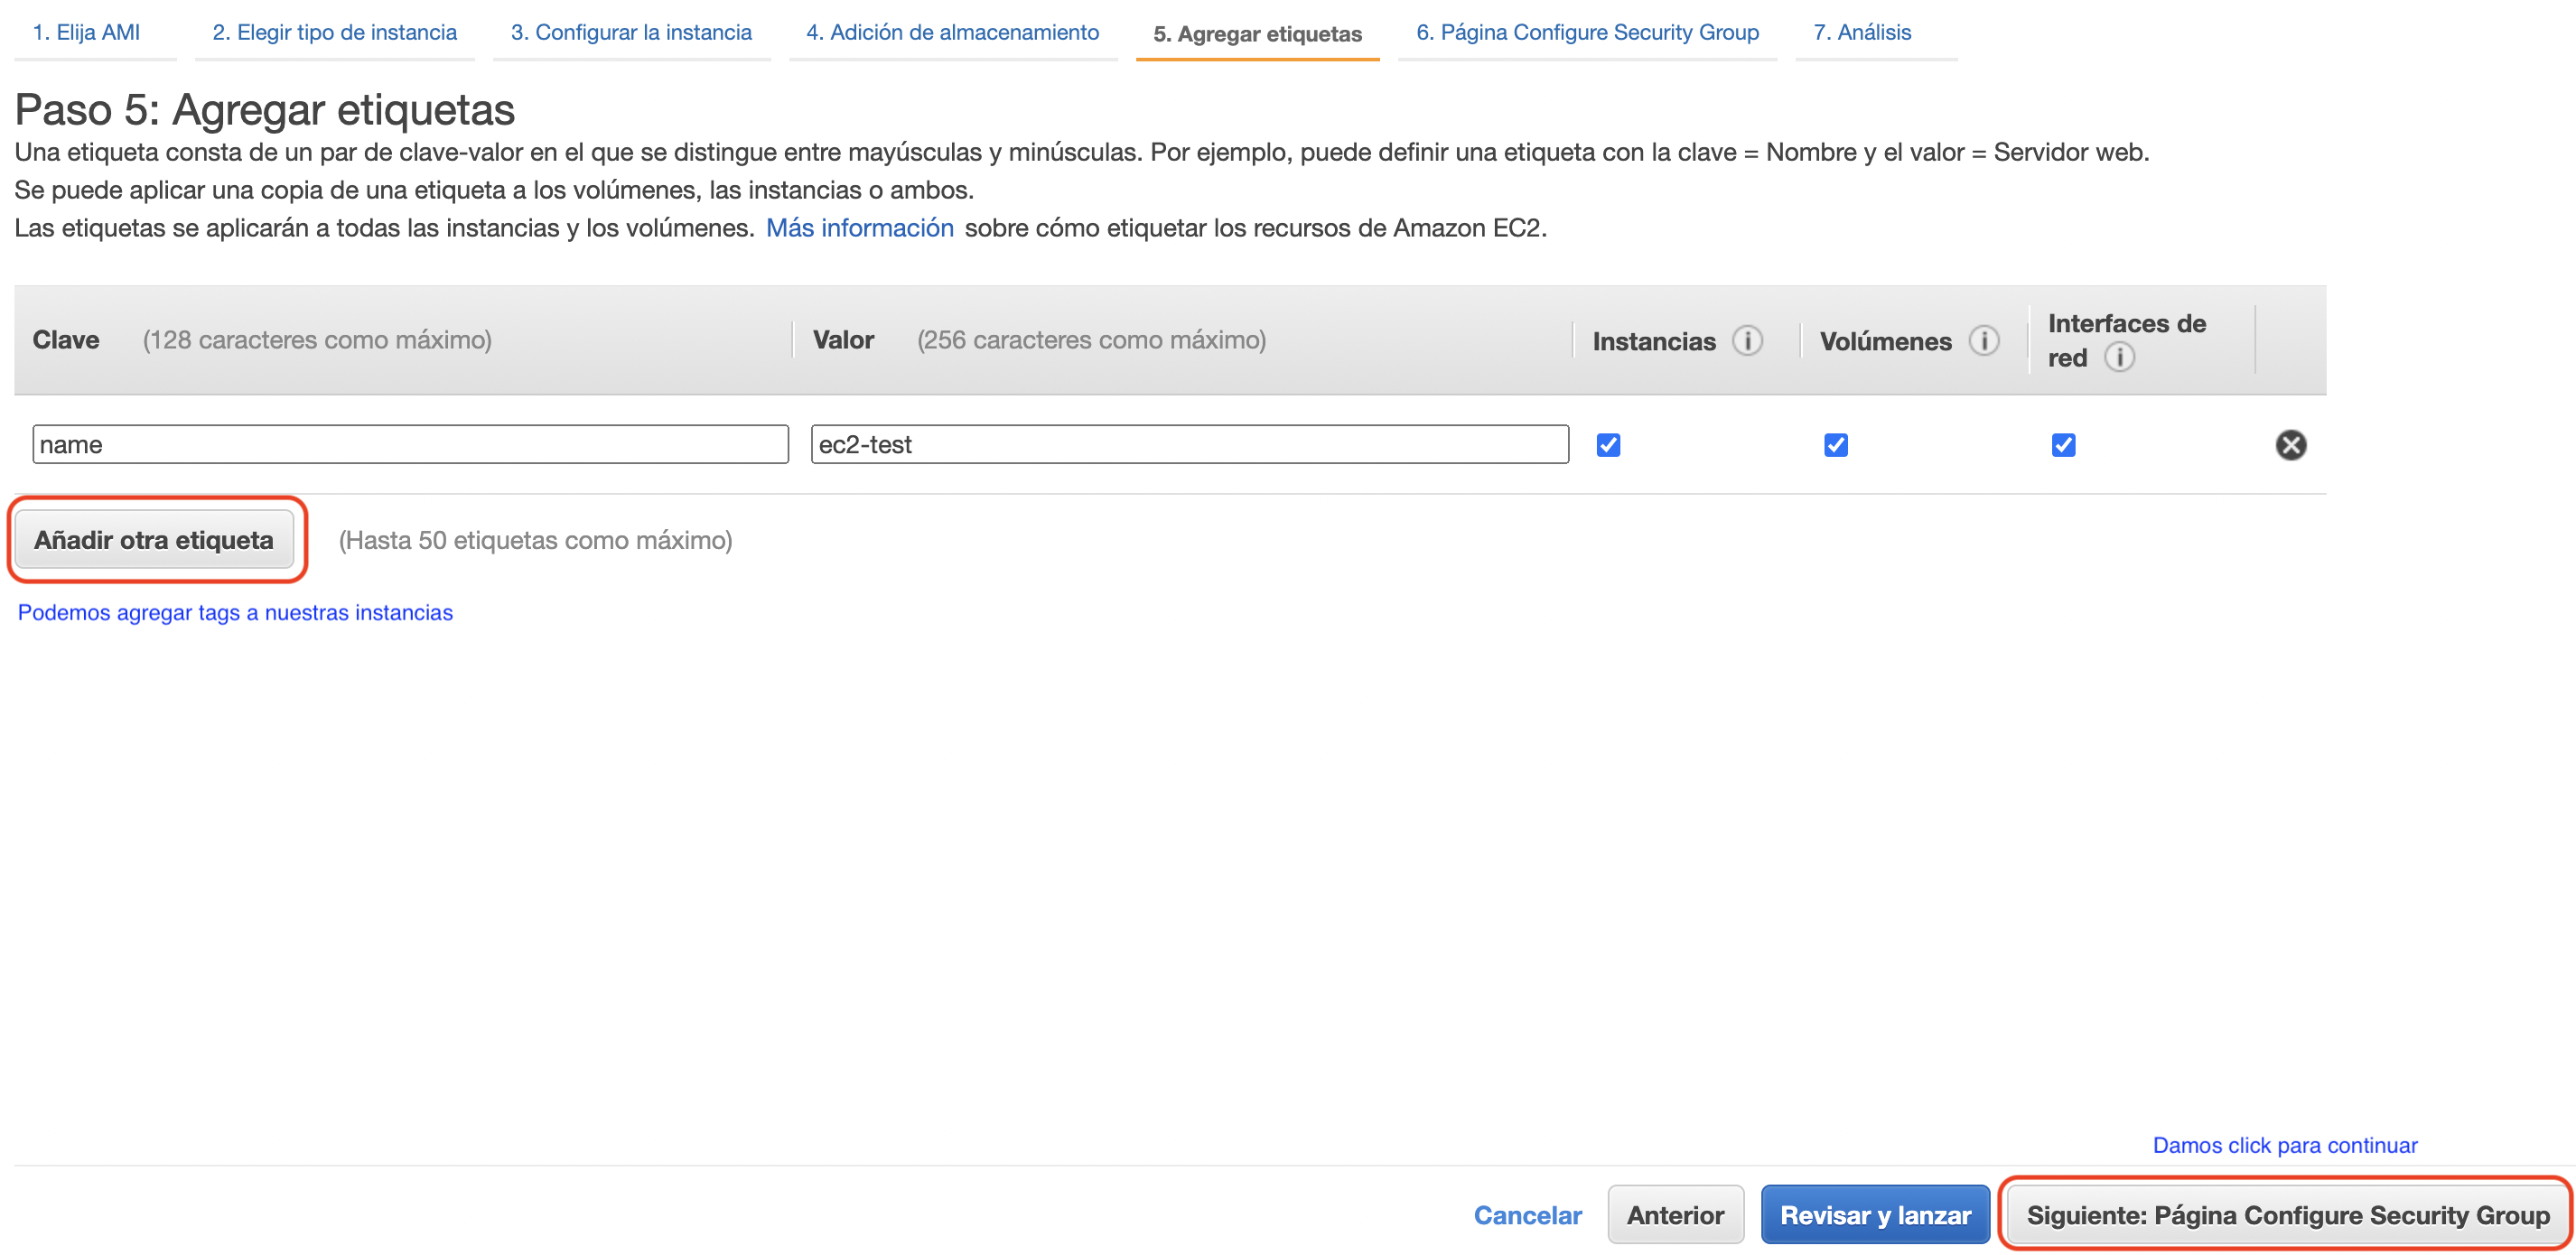 1. Elija AMI 2. Elegir tipo de instancia 3. Configurar la instancia 4. Adición de almacenamiento 5. Agregar etiquetas 6. Página Configure Security Group 7. Análisis
Paso 5: Agregar etiquetas
Una etiqueta consta de un par de clave-valor en el que se distingue entre mayúsculas y minúsculas. Por ejemplo, puede definir una etiqueta con la clave = Nombre y el valor = Servidor web.
Se puede aplicar una copia de una etiqueta a los volúmenes, las instancias o ambos.
Las etiquetas se aplicarán a todas las instancias y los volúmenes. Más información sobre cómo etiquetar los recursos de Amazon EC2.
Clave (128 caracteres como máximo) Valor (256 caracteres como máximo) Instancias Volúmenes Interfaces de
red
name ec2-test
Añadir otra etiqueta (Hasta 50 etiquetas como máximo)
Podemos agregar tags a nuestras instancias
Damos click para continuar
Cancelar Anterior Revisar y lanzar Siguiente: Página Configure Security Group